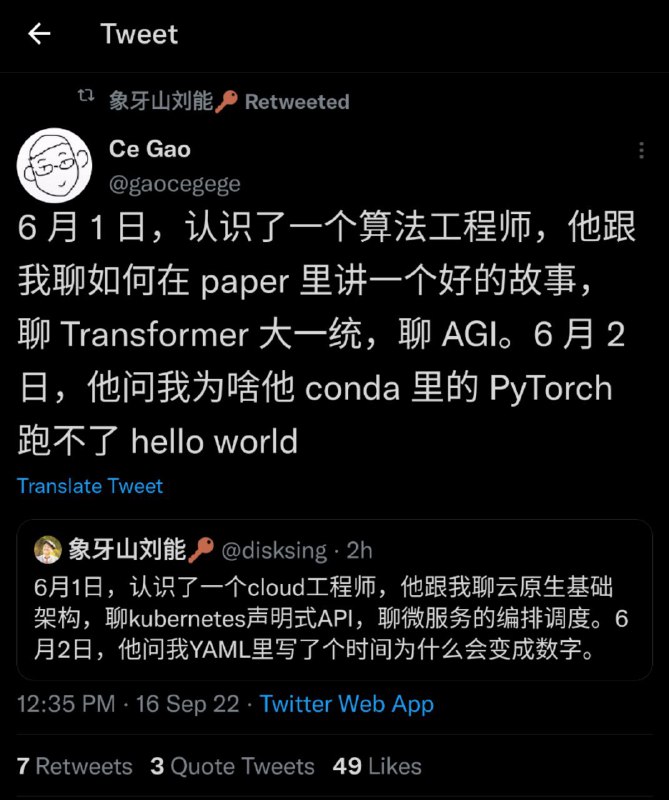 Tweet
象牙山刘能🔑 Retweeted
Ce Gao
@gaocegege
6 月 1 日，认识了一个算法工程师，他跟
我聊如何在 paper 里讲一个好的故事，
聊 Transformer 大一统，聊 AGI。6 月 2
日，他问我为啥他 conda 里的 PyTorch
跑不了 hello world
Translate Tweet
象牙山刘能🔑 @disksing · 2h
6月1日，认识了一个cloud工程师，他跟我聊云原生基础
架构，聊kubernetes声明式API，聊微服务的编排调度。6
月2日，他问我YAML里写了个时间为什么会变成数字。
12:35 PM · 16 Sep 22 · Twitter Web App
7 Retweets 3 Quote Tweets 49 Likes